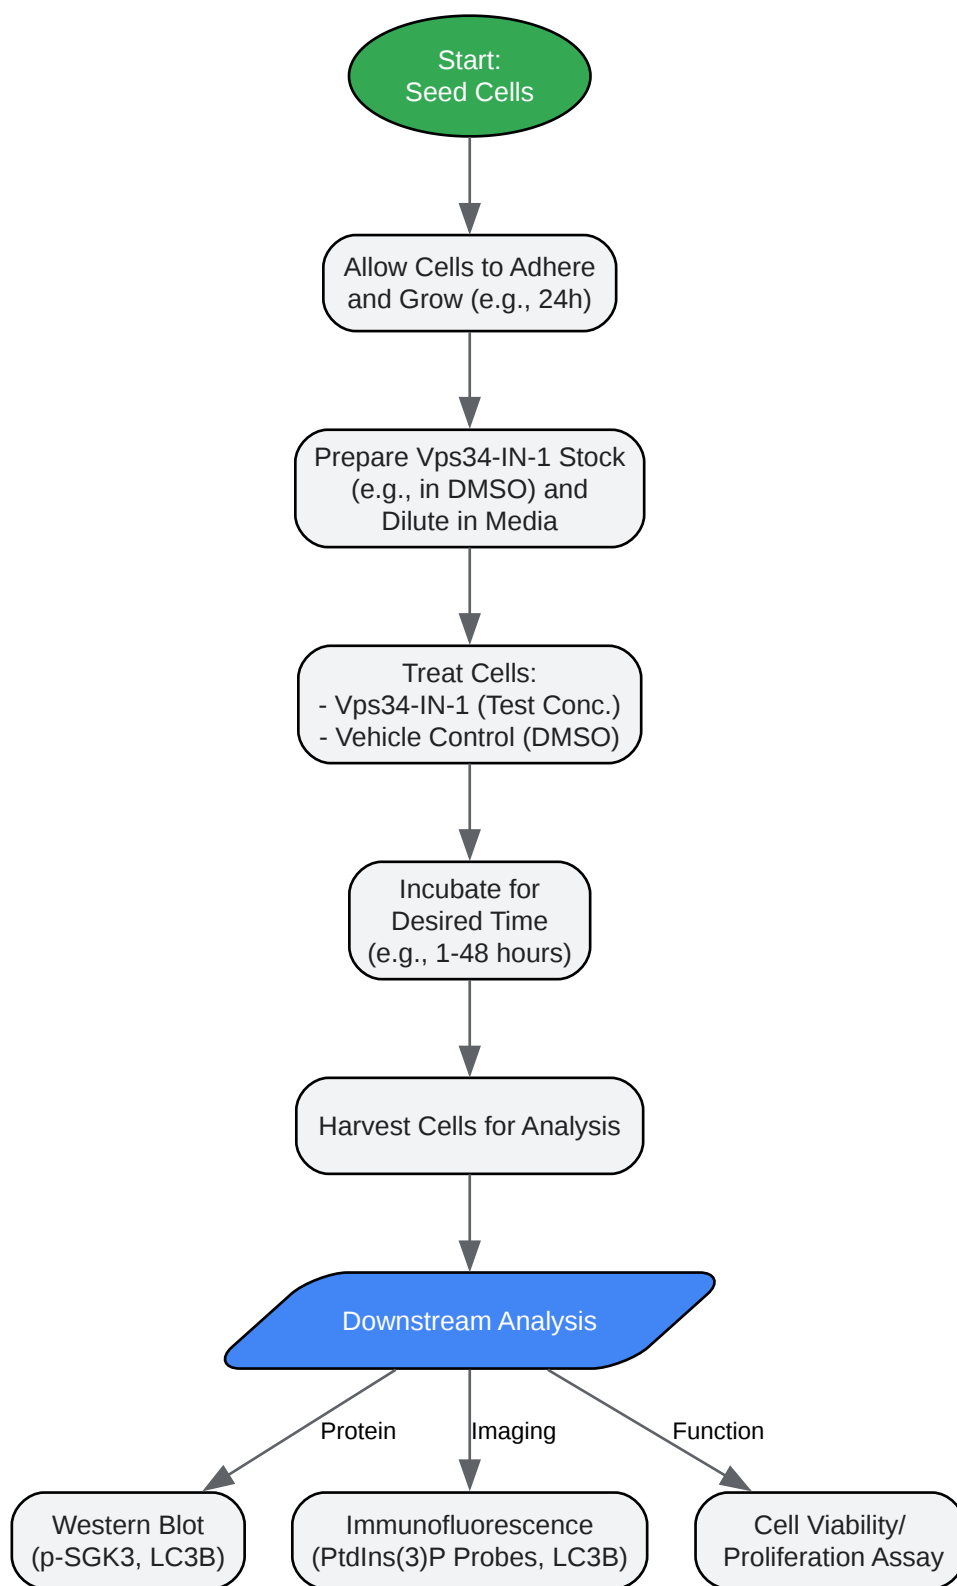 Start:
Seed Cells
Allow Cells to Adhere
and Grow (e.g., 24h)
Prepare Vps34-IN-1 Stock
(e.g., in DMSO) and
Dilute in Media
Treat Cells:
- Vps34-IN-1 (Test Conc.)
- Vehicle Control (DMSO)
Incubate for
Desired Time
(e.g., 1-48 hours)
Harvest Cells for Analysis
Downstream Analysis
Protein
Imaging
Function
Western Blot
(p-SGK3, LC3B)
Immunofluorescence
(PtdIns(3)P Probes, LC3B)
Cell Viability/
Proliferation Assay